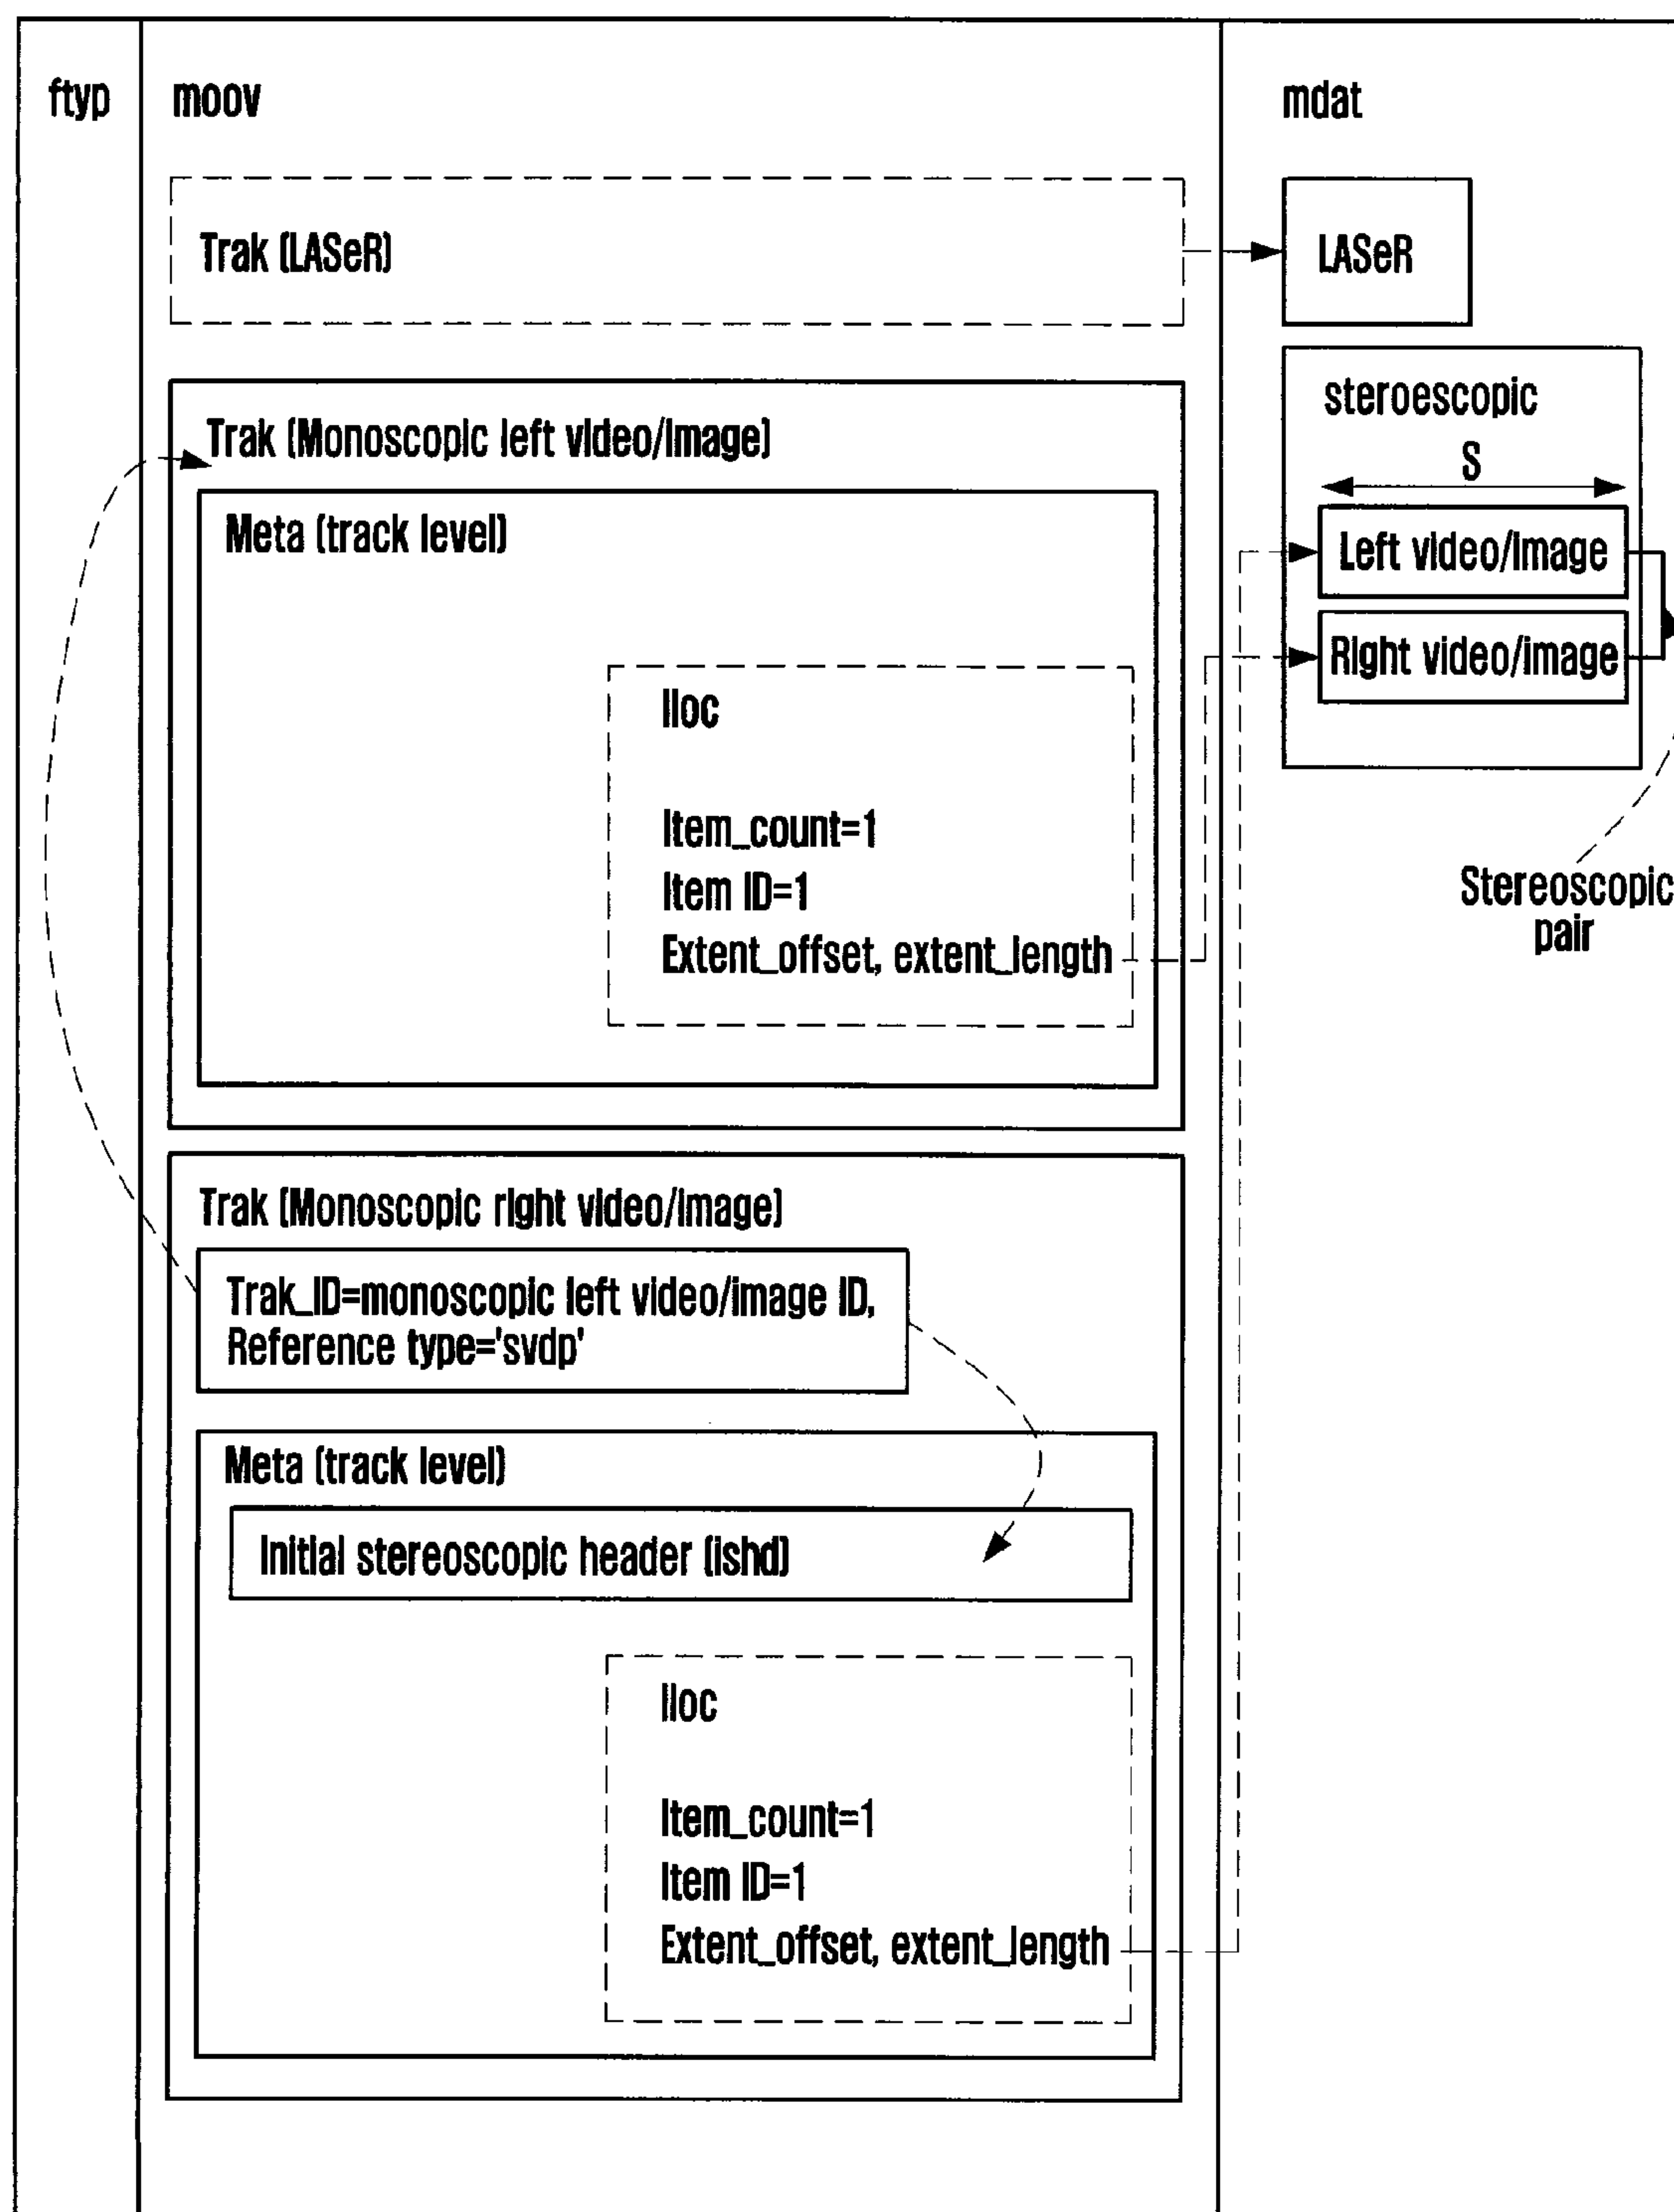 ftyp
moov
mdat
Trak (LASeR)
LASeR
Trak (Monoscopic left video/image)
Meta (track level)
steroescopic
S
Left video/image
Right video/image
iloc
Item_count=1
Item ID=1
Extent_offset, extent_length
Stereoscopic
pair
Trak (Monoscopic right video/image)
Trak_ID=monoscopic left video/image ID,
Reference type='svdp'
Meta (track level)
Initial stereoscopic header (ishd)
iloc
Item_count=1
Item ID=1
Extent_offset, extent_length